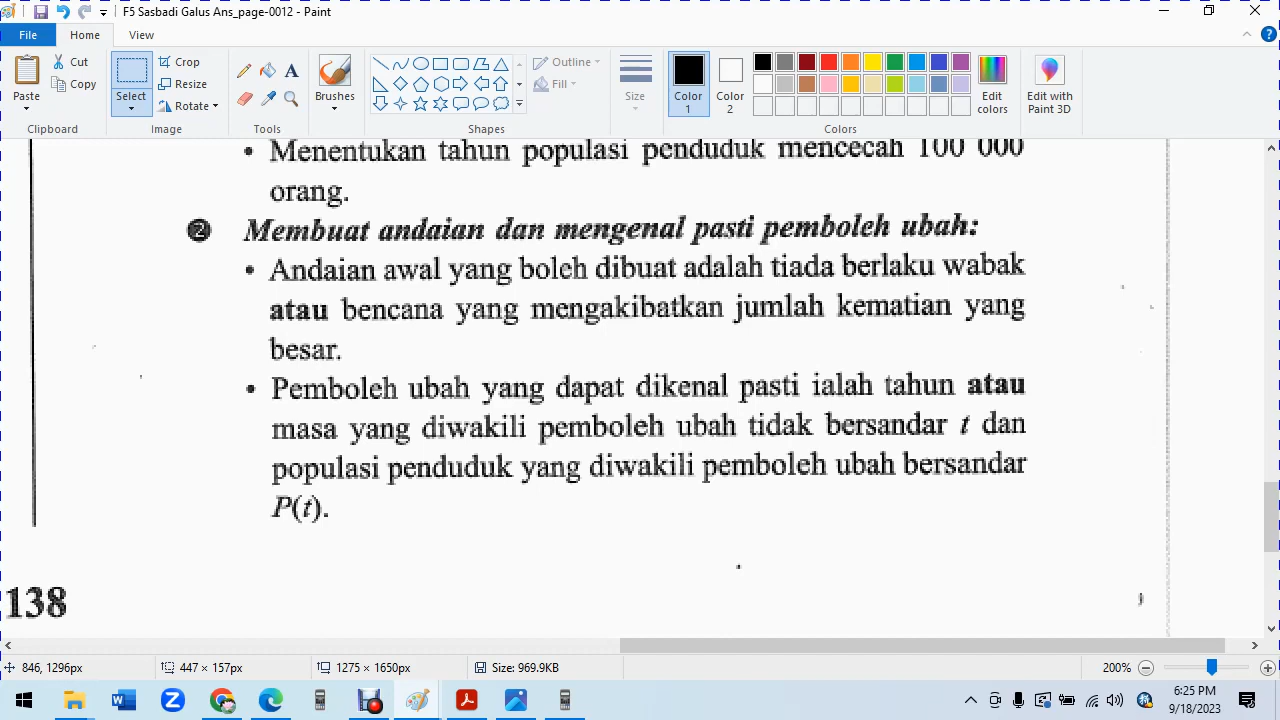 F5 Sasbadi Galus Ans_page-0012 - Paint
File Home View
Paste
Cut
Copy
Clipboard
Select
Crop
Resize
Rotate
Image
Tools
Brushes
Shapes
Outline
Fill
Size
Color 1
Color 2
Colors
Edit colors
Edit with Paint 3D
• Menentukan tahun populasi penduduk mencecah 100 000
orang.
❷ Membuat andaian dan mengenal pasti pemboleh ubah:
• Andaian awal yang boleh dibuat adalah tiada berlaku wabak
atau bencana yang mengakibatkan jumlah kematian yang
besar.
• Pemboleh ubah yang dapat dikenal pasti ialah tahun atau
masa yang diwakili pemboleh ubah tidak bersandar t dan
populasi penduduk yang diwakili pemboleh ubah bersandar
P(t).
138
846, 1296px 447 × 157px 1275 × 1650px Size: 969.9KB 200%
6:25 PM
9/18/2023